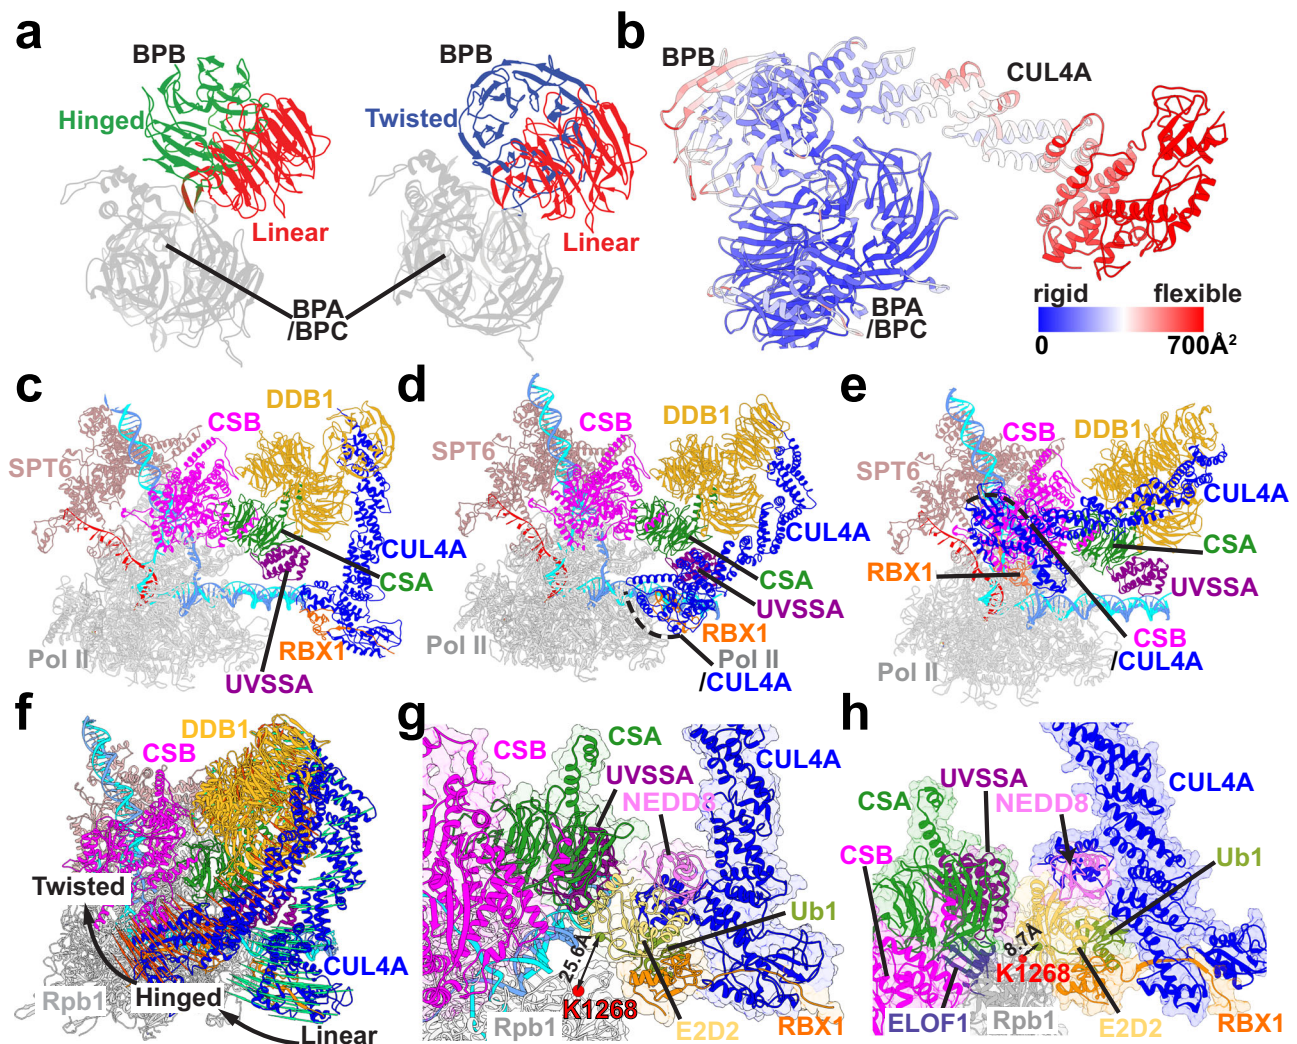 a
BPB
Hinged
Linear
BPB
Twisted
Linear
BPA
/BPC
b
BPB
CUL4A
BPA
/BPC
rigid flexible
0 700Å²
c
DDB1
CSB
SPT6
CUL4A
CSA
Pol II
RBX1
UVSSA
d
DDB1
CSB
SPT6
CUL4A
CSA
UVSSA
RBX1
Pol II
Pol II
/CUL4A
e
CSB
DDB1
SPT6
CUL4A
CSA
RBX1
UVSSA
Pol II
CSB
/CUL4A
f
DDB1
CSB
Twisted
CUL4A
Rpb1
Hinged
Linear
g
CSB
CSA
UVSSA
NEDD8
CUL4A
Ub1
25.6Å
K1268
Rpb1
E2D2
RBX1
h
UVSSA
CSA
NEDD8
CUL4A
CSB
Ub1
8.7Å
K1268
ELOF1
Rpb1
E2D2
RBX1